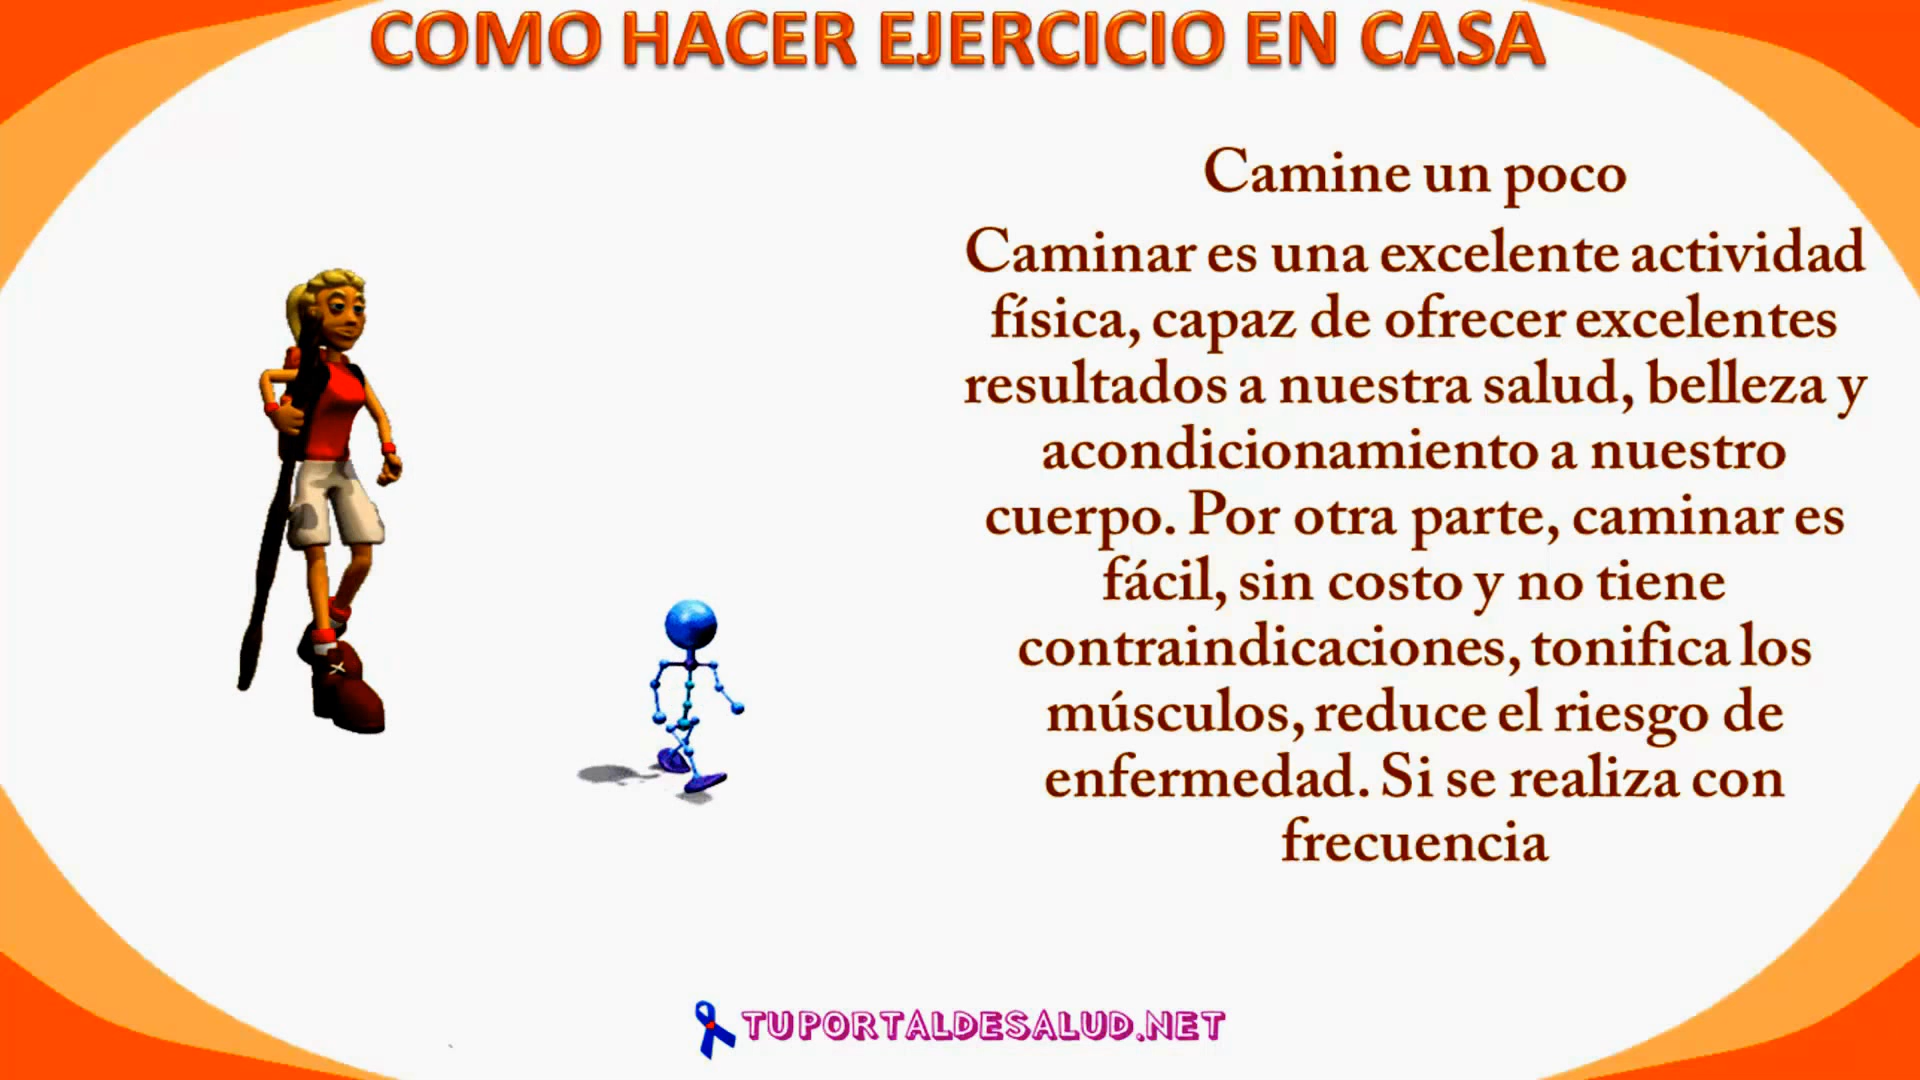 COMO HACER EJERCICIO EN CASA
Camine un poco
Caminar es una excelente actividad
física, capaz de ofrecer excelentes
resultados a nuestra salud, belleza y
acondicionamiento a nuestro
cuerpo. Por otra parte, caminar es
fácil, sin costo y no tiene
contraindicaciones, tonifica los
músculos, reduce el riesgo de
enfermedad. Si se realiza con
frecuencia
TUPORTALDESALUD.NET